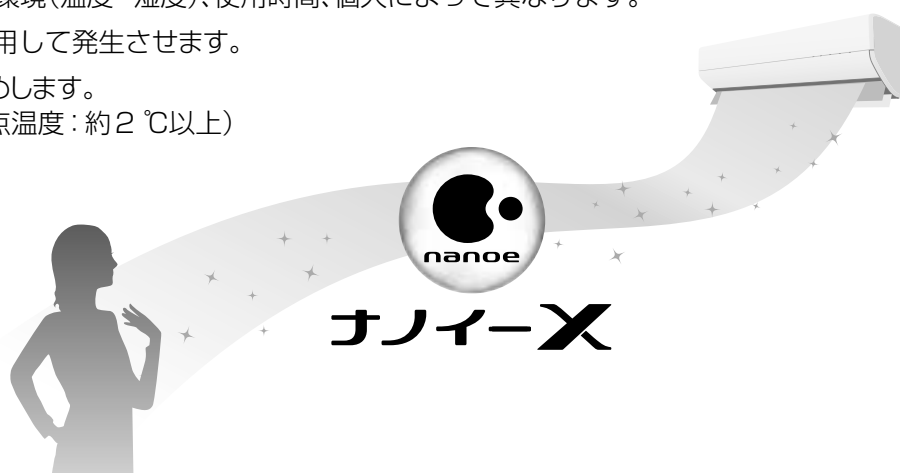 環境（温度・湿度）、使用時間、個人によって異なります。
用して発生させます。
めします。
点温度：約2 ℃以上）
nanoe
ナノイーX